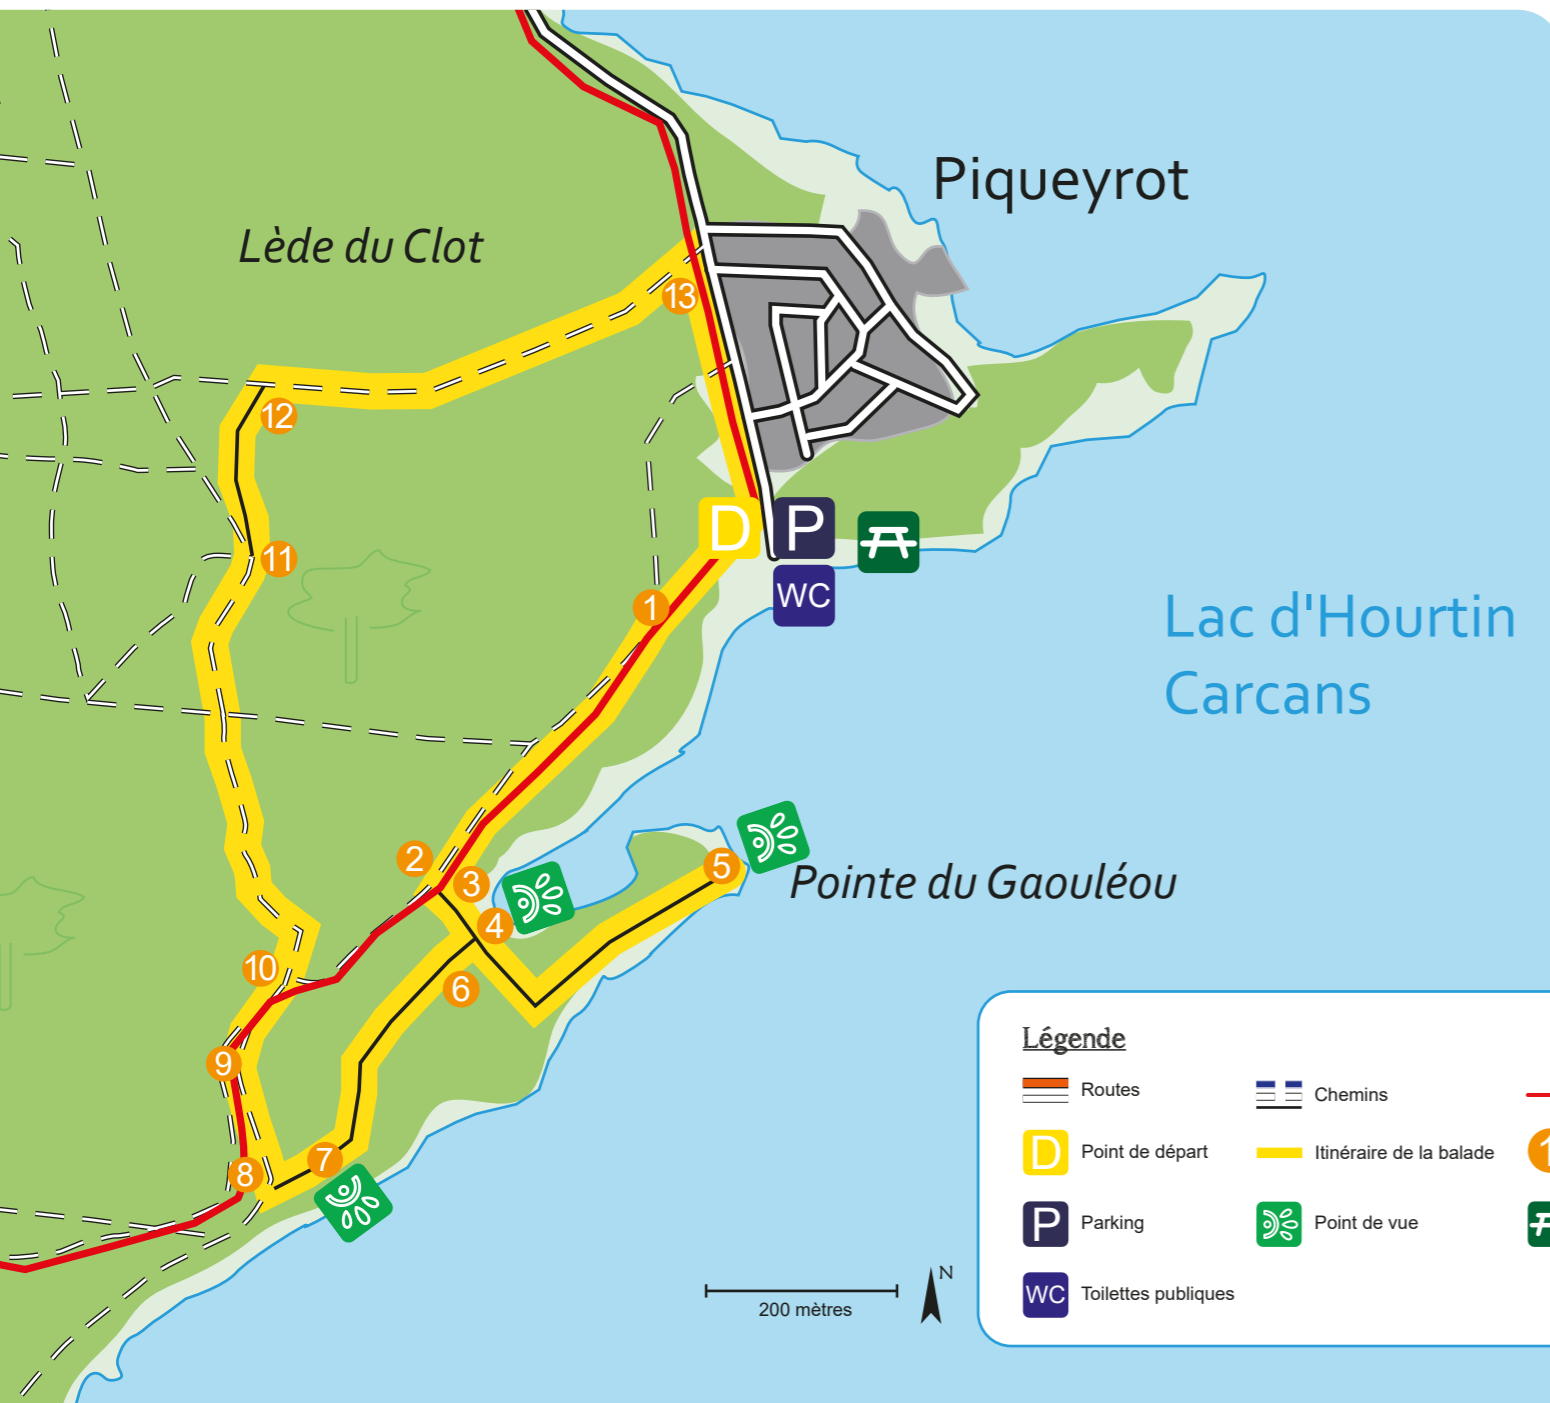 Piqueyrot
Lède du Clot
13
12
D
P
11
WC
1
Lac d'Hourtin
Carcans
2
3
5
Pointe du Gaouléou
4
10
6
9
7
8
Légende
Routes
Chemins
D
Point de départ
Itinéraire de la balade
1
P
Parking
Point de vue
WC
Toilettes publiques
N
200 mètres